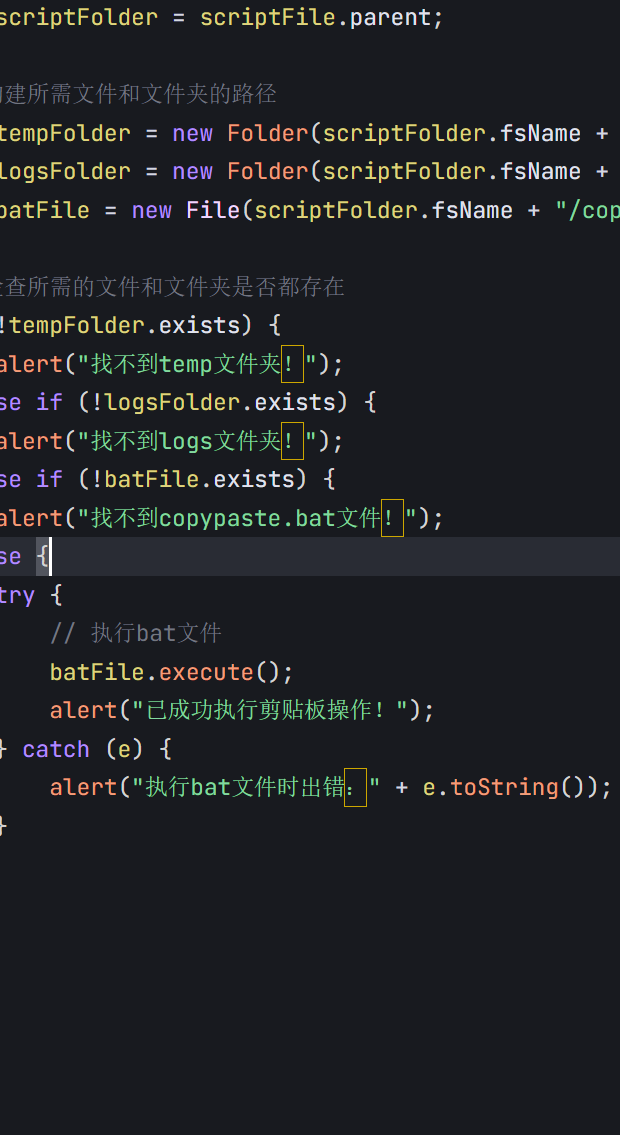 scriptFolder = scriptFile.parent;
建所需文件和文件夹的路径
tempFolder = new Folder(scriptFolder.fsName +
logsFolder = new Folder(scriptFolder.fsName +
batFile = new File(scriptFolder.fsName + "/cop
查所需的文件和文件夹是否都存在
!tempFolder.exists) {
alert("找不到temp文件夹！");
se if (!logsFolder.exists) {
alert("找不到logs文件夹！");
se if (!batFile.exists) {
alert("找不到copypaste.bat文件！");
se {
try {
// 执行bat文件
batFile.execute();
alert("已成功执行剪贴板操作！");
} catch (e) {
alert("执行bat文件时出错：" + e.toString());
}